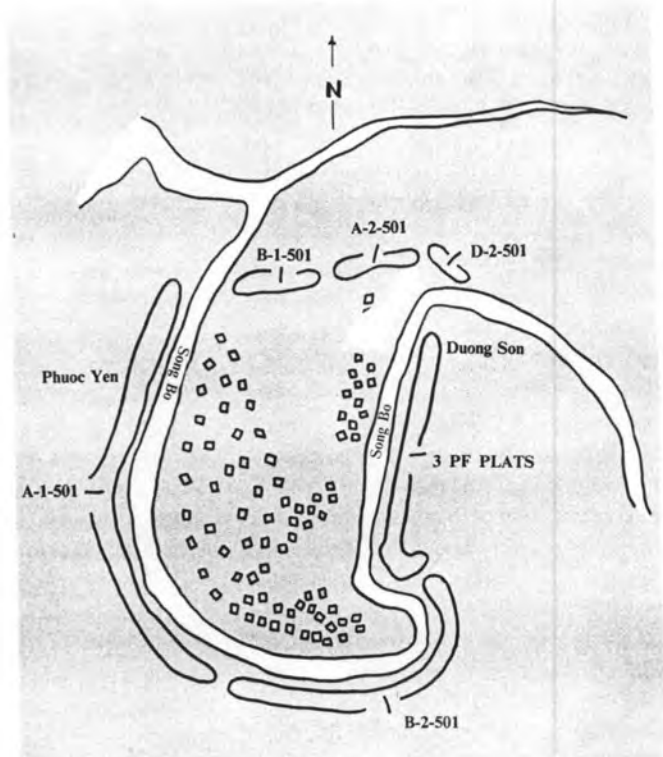 N
A-2-501
B-1-501
D-2-501
Song Bo
Duong Son
Phuoc Yen
Song Bo
3 PF PLATS
A-1-501
B-2-501